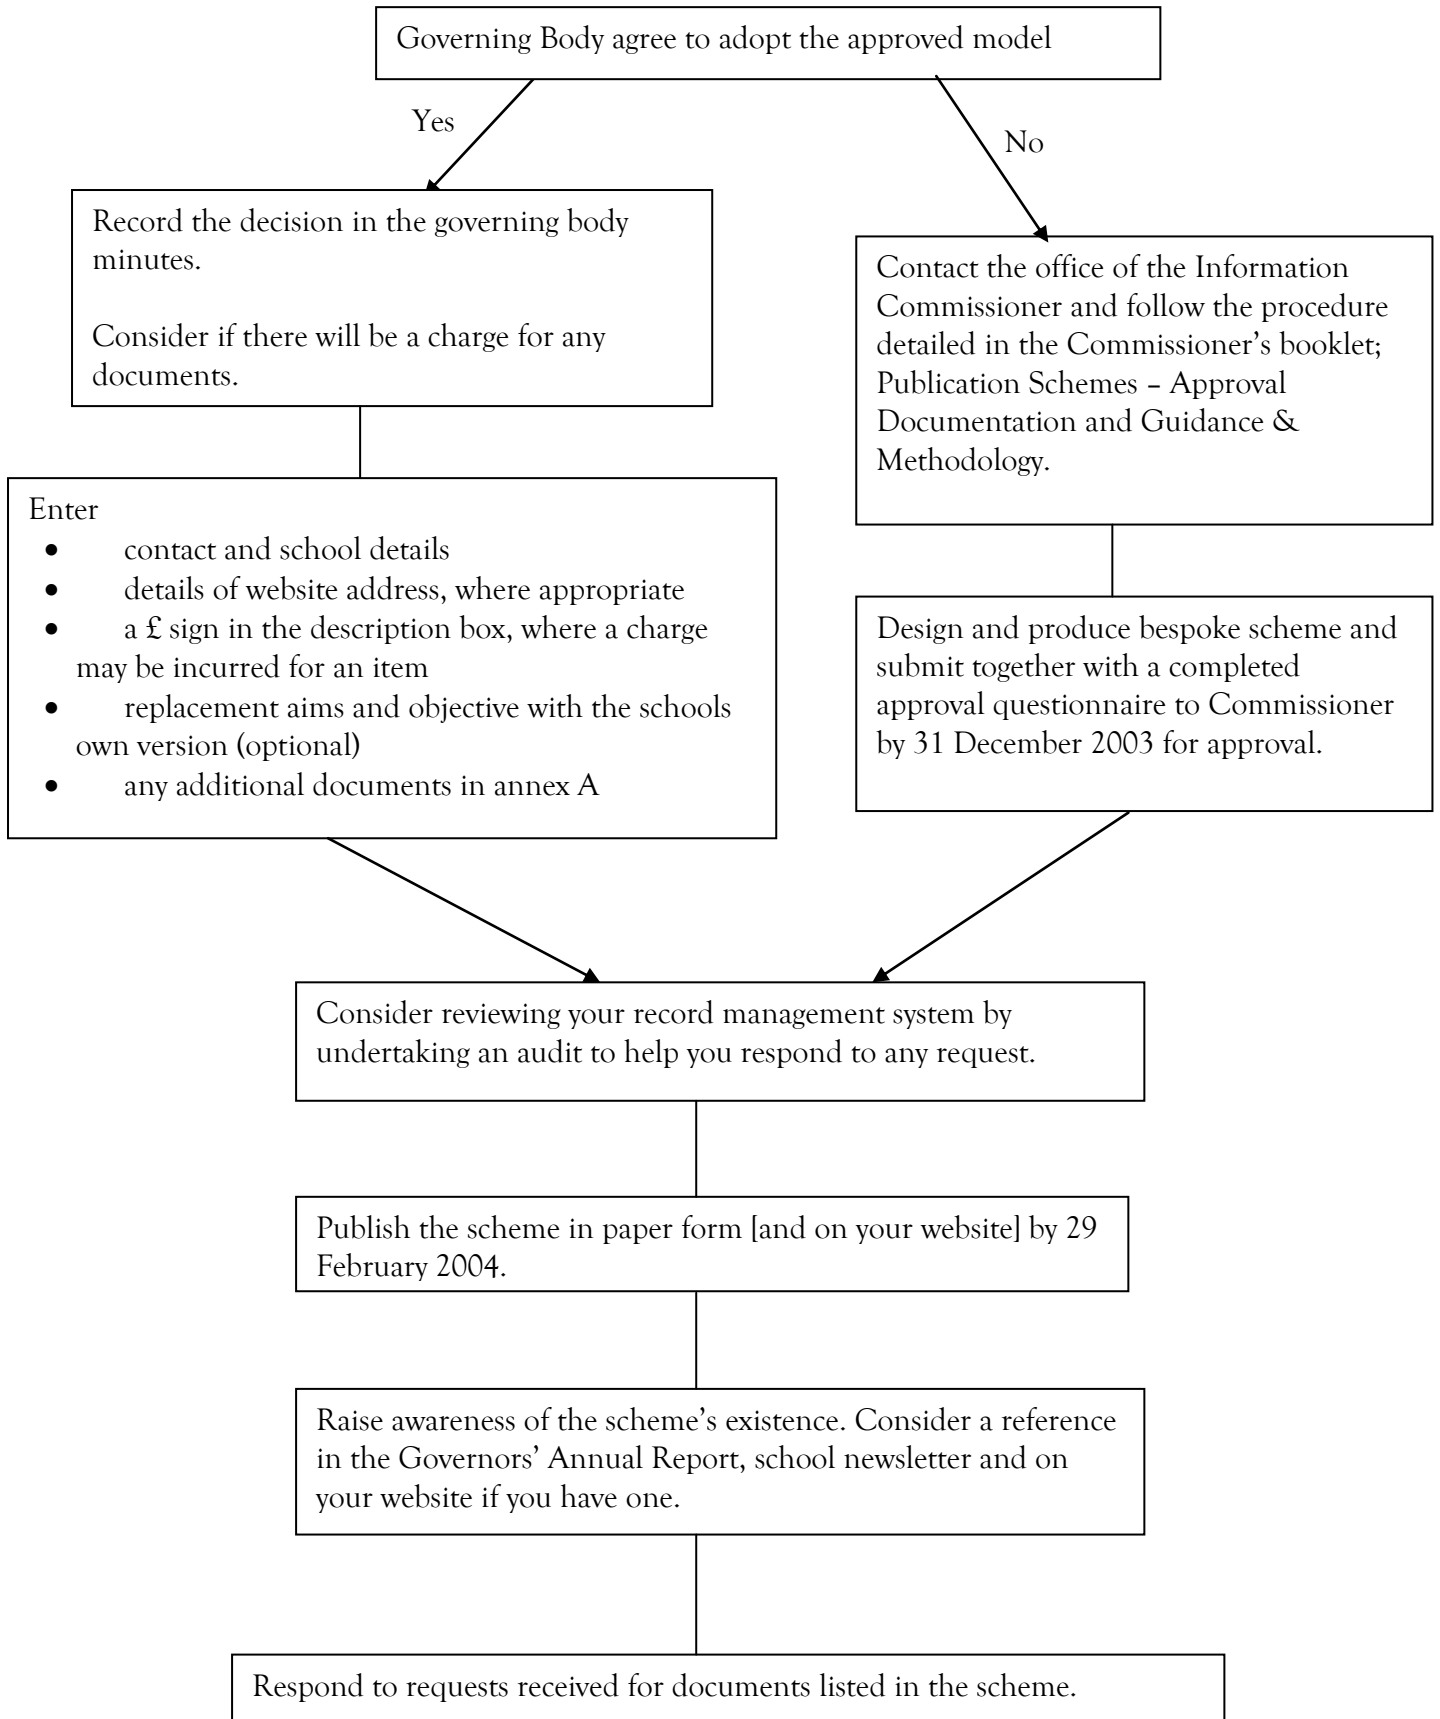 Governing Body agree to adopt the approved model
Yes
No
Record the decision in the governing body
minutes.
Consider if there will be a charge for any
documents.
Contact the office of the Information
Commissioner and follow the procedure
detailed in the Commissioner’s booklet;
Publication Schemes – Approval
Documentation and Guidance &
Methodology.
Enter
• contact and school details
• details of website address, where appropriate
• a £ sign in the description box, where a charge
may be incurred for an item
• replacement aims and objective with the schools
own version (optional)
• any additional documents in annex A
Design and produce bespoke scheme and
submit together with a completed
approval questionnaire to Commissioner
by 31 December 2003 for approval.
Consider reviewing your record management system by
undertaking an audit to help you respond to any request.
Publish the scheme in paper form [and on your website] by 29
February 2004.
Raise awareness of the scheme’s existence. Consider a reference
in the Governors’ Annual Report, school newsletter and on
your website if you have one.
Respond to requests received for documents listed in the scheme.